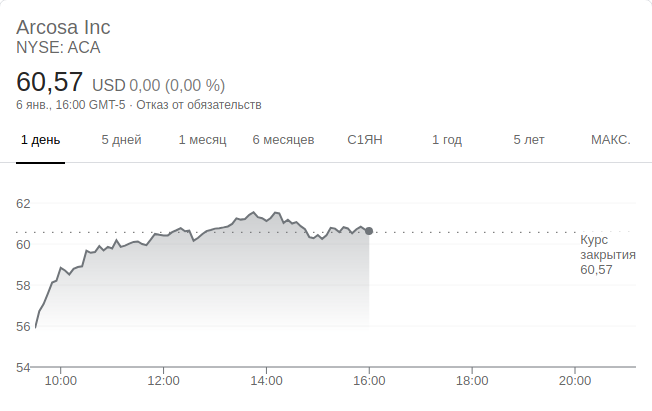 Arcosa Inc
NYSE: ACA
60,57 USD 0,00 (0,00 %)
6 янв., 16:00 GMT-5 · Отказ от обязательств
1 день 5 дней 1 месяц 6 месяцев С1ЯН 1 год 5 лет МАКС.
62
60
58
56
54
Курс
закрытия
60,57
10:00 12:00 14:00 16:00 18:00 20:00